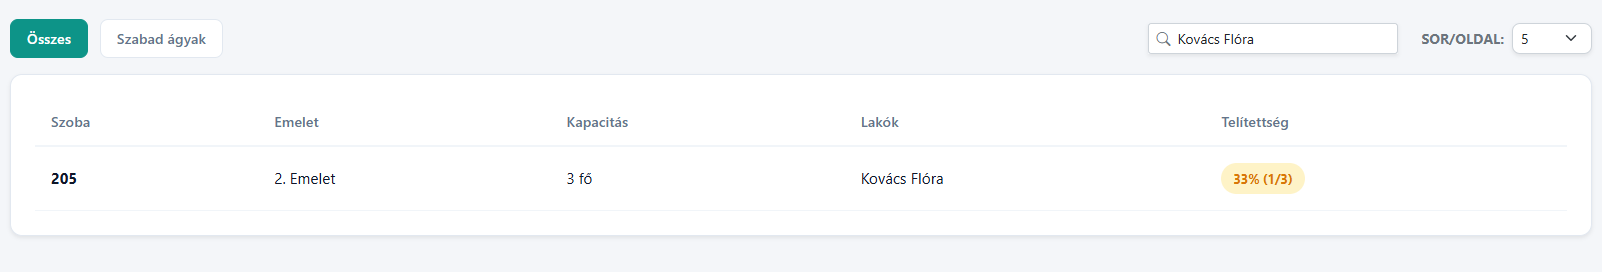 Összes Szabad ágyak Kovács Flóra SOR/OLDAL: 5
Szoba Emelet Kapacitás Lakók Telítettség
205 2. Emelet 3 fő Kovács Flóra 33% (1/3)